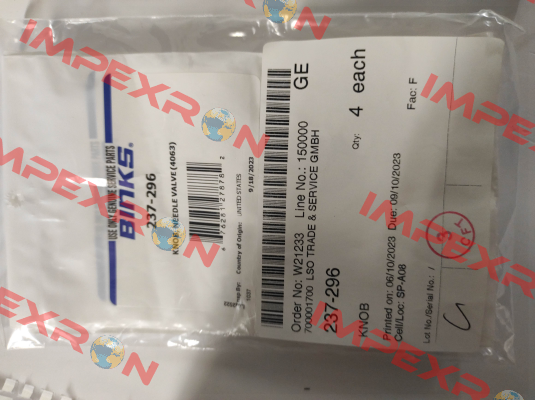 USE ONLY GENUINE SERVICE PARTS
BINKS.
237-296
KNOB, NEEDLE VALVE (4063)
Country of Origin: UNITED STATES
9/18/2023
Order No: W21233 Line No.: 150000 GE
700001700 LSO TRADE & SERVICE GMBH
237-296
Qty: 4 each
KNOB
Printed on: 06/10/2023 Due: 09/10/2023
Cell/Loc: SP-A08 Fac: F
Lot No./Serial No.: /
IMPEXRON
IMPEXRON
IMPEXRON
IMPEXRON